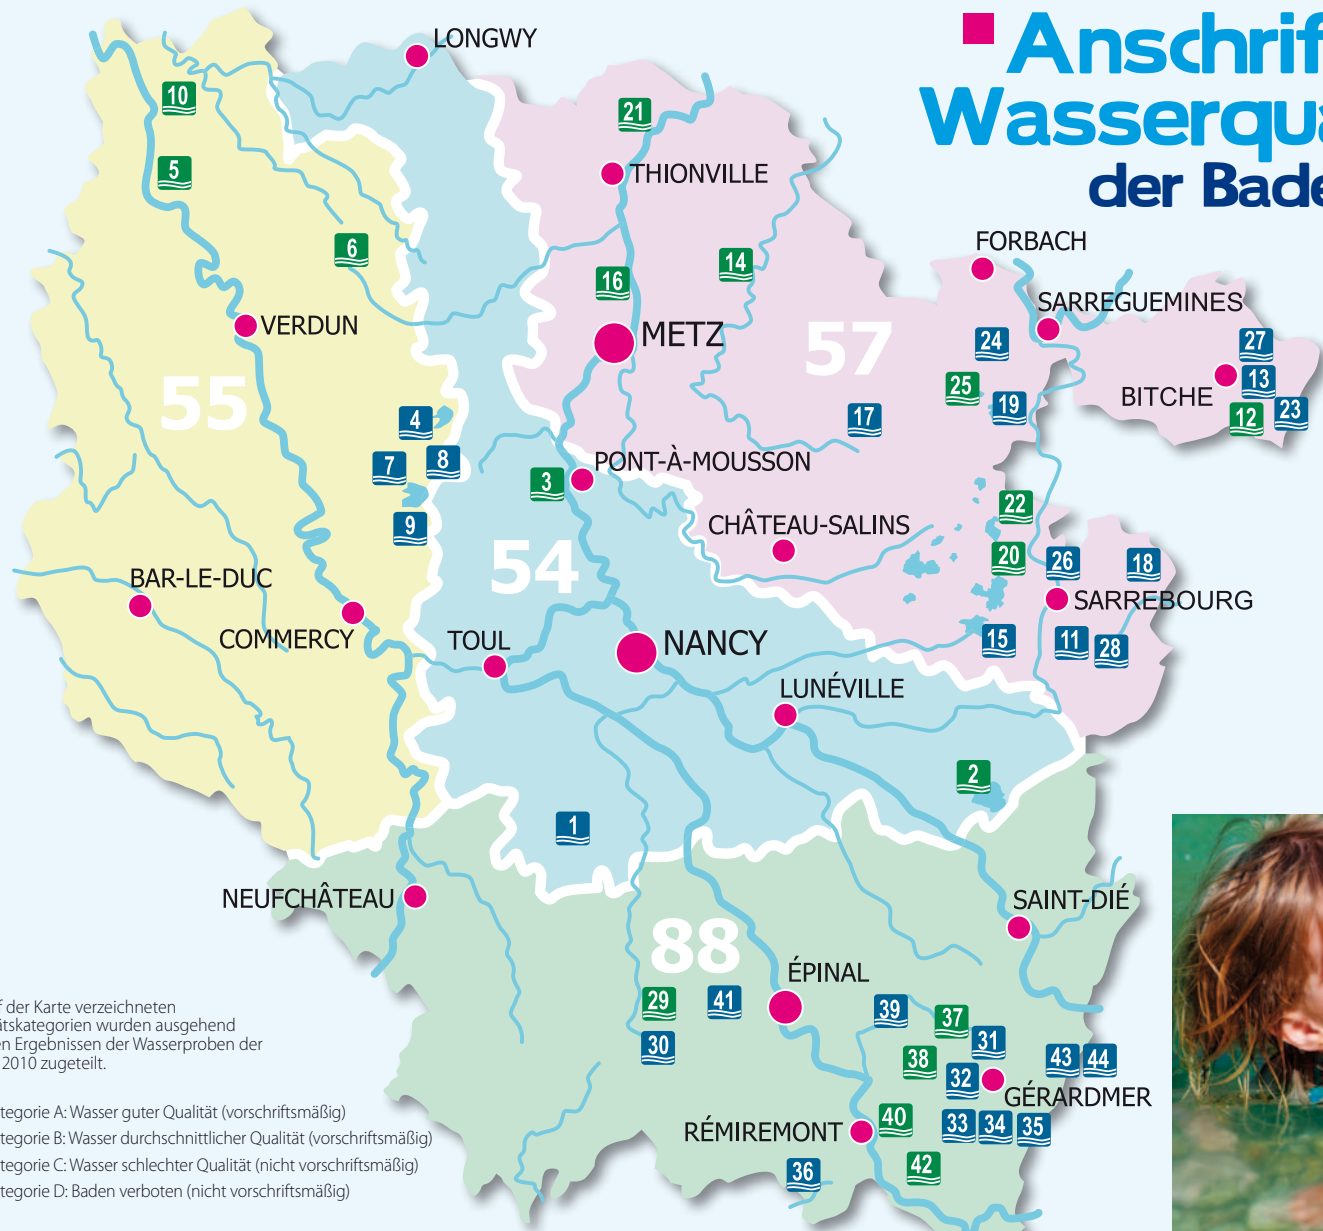 Anschrif
Wasserqua
der Bade
LONGWY
10
21
5
THIONVILLE
6
14
FORBACH
16
SARREGUEMINES
VERDUN
METZ
57
24
27
55
25
13
BITCHE
19
12
23
4
17
7
8
PONT-À-MOUSSON
3
9
22
CHÂTEAU-SALINS
54
20
26
18
BAR-LE-DUC
SARREBOURG
COMMERCY
TOUL
NANCY
15
11
28
LUNÉVILLE
2
1
NEUFCHÂTEAU
SAINT-DIÉ
88
ÉPINAL
29
41
39
37
30
31
38
43
44
32
GÉRARDMER
RÉMIREMONT
40
33
34
35
36
42
f der Karte verzeichneten
ätskategorien wurden ausgehend
en Ergebnissen der Wasserproben der
2010 zugeteilt.
tegorie A: Wasser guter Qualität (vorschriftsmäßig)
tegorie B: Wasser durchschnittlicher Qualität (vorschriftsmäßig)
tegorie C: Wasser schlechter Qualität (nicht vorschriftsmäßig)
tegorie D: Baden verboten (nicht vorschriftsmäßig)